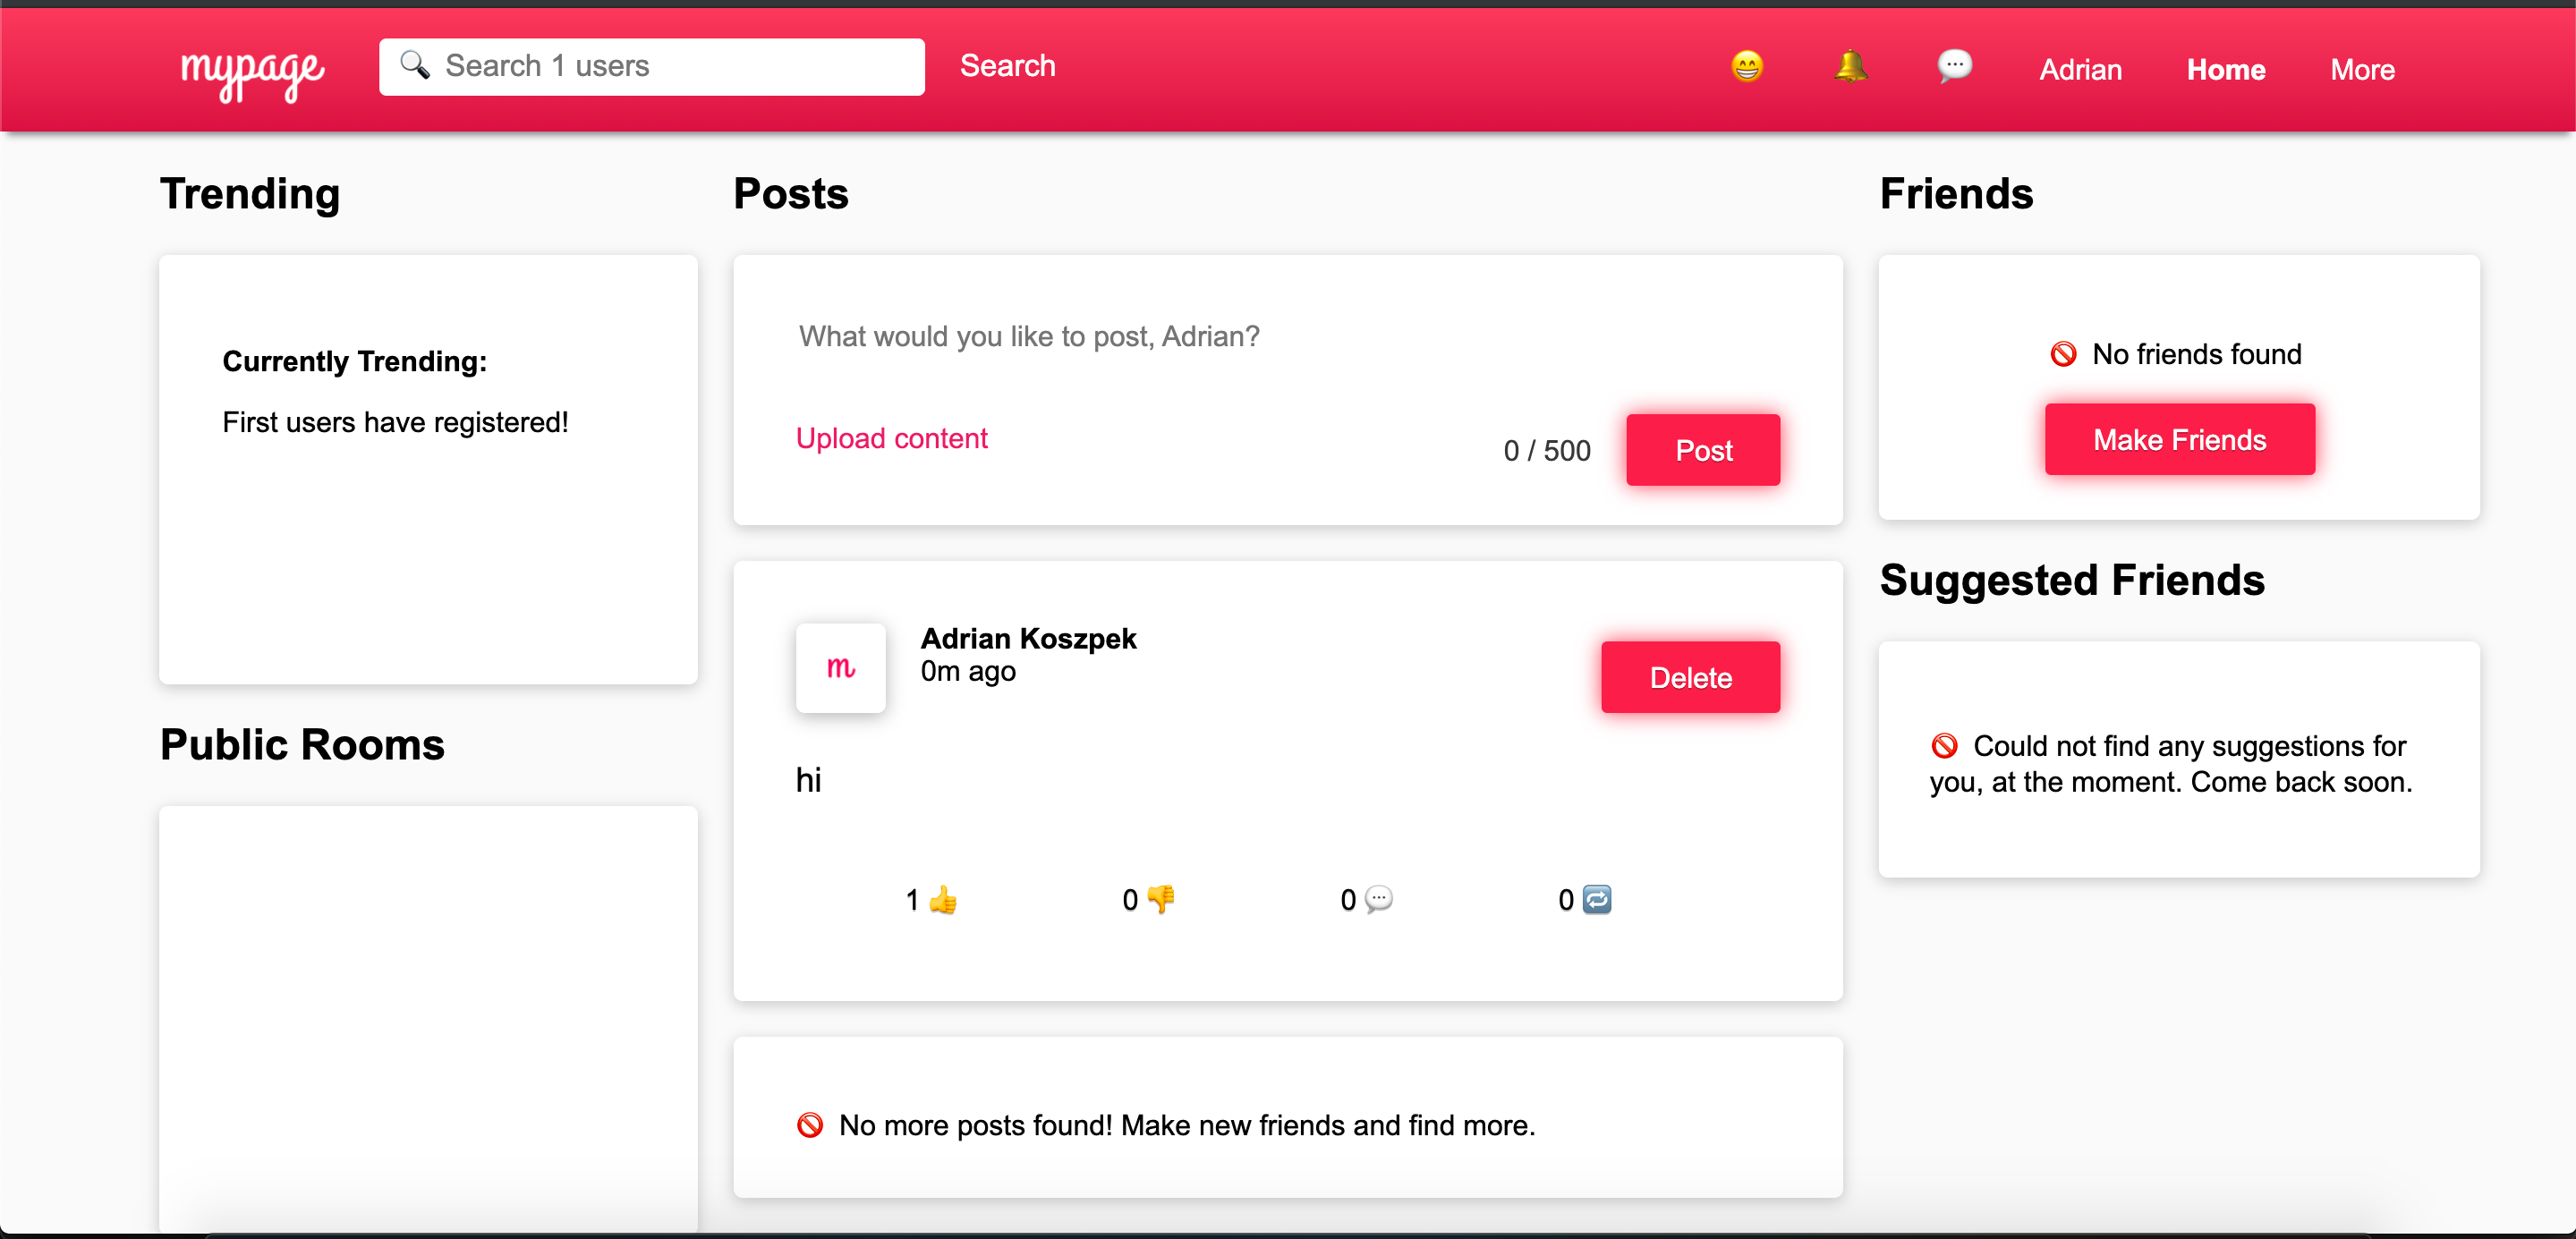 mypage
Search 1 users
Search
Adrian
Home
More
Trending
Currently Trending:
First users have registered!
Public Rooms
Posts
What would you like to post, Adrian?
Upload content
0 / 500
Post
m
Adrian Koszpek
0m ago
Delete
hi
1
0
0
0
No more posts found! Make new friends and find more.
Friends
No friends found
Make Friends
Suggested Friends
Could not find any suggestions for
you, at the moment. Come back soon.